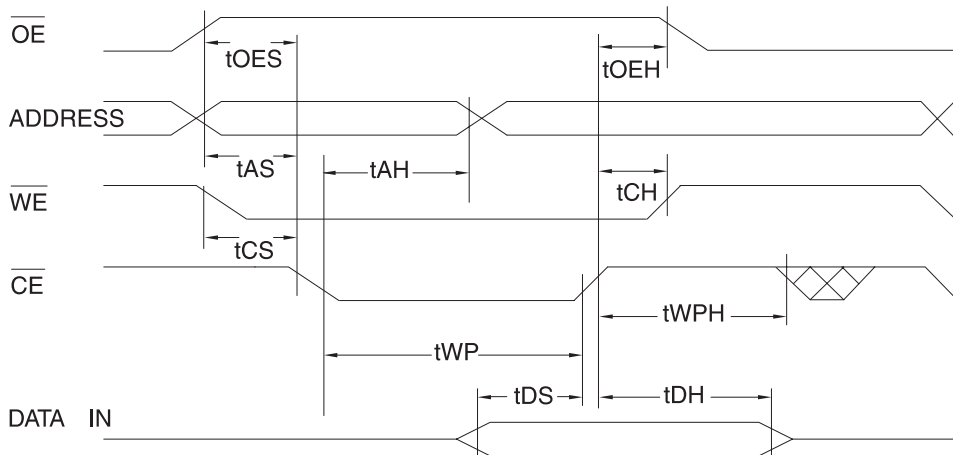 OE
tOES
tOEH
ADDRESS
tAS
tAH
tCH
WE
tCS
CE
tWPH
tWP
tDS
tDH
DATA IN